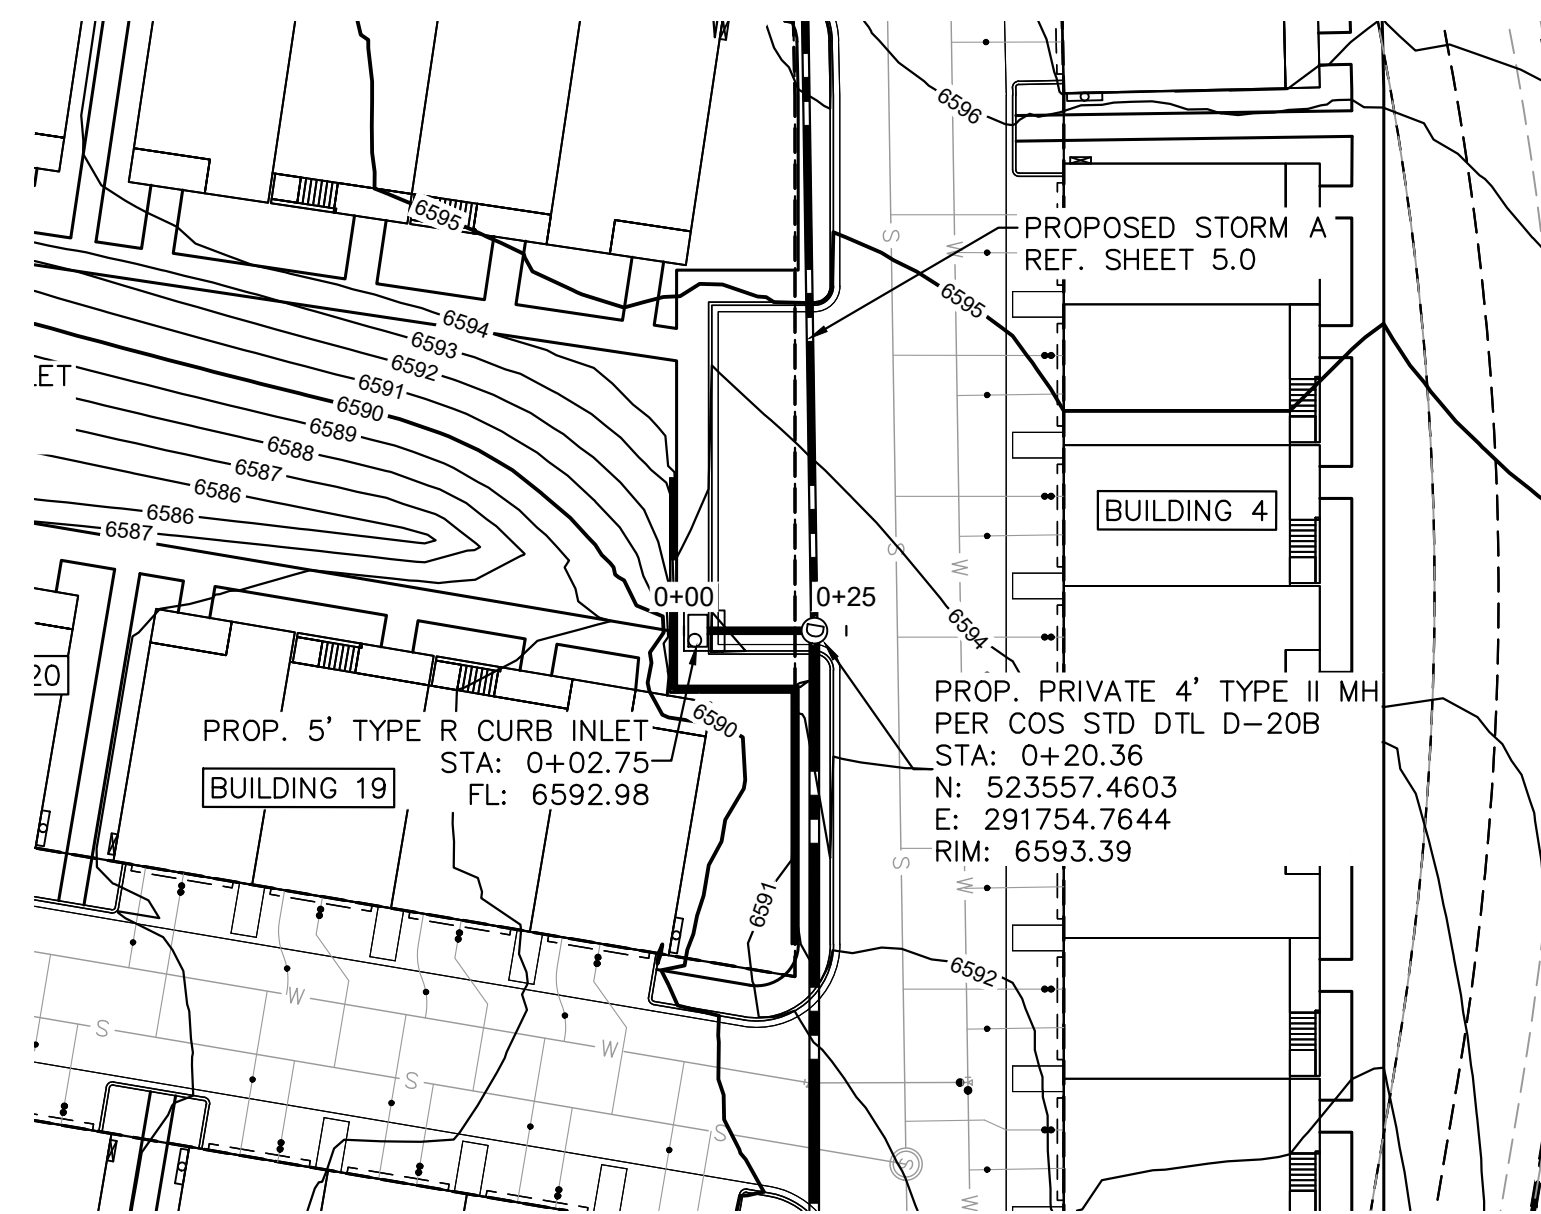 6596
6595
PROPOSED STORM A
REF. SHEET 5.0
S
W
6595
6594
6593
6592
6591
6590
6589
6588
6587
6586
6586
6587
LET
BUILDING 4
S
W
0+00
0+25
D
6594
20
PROP. 5' TYPE R CURB INLET
STA: 0+02.75
FL: 6592.98
BUILDING 19
6590
PROP. PRIVATE 4' TYPE II MH
PER COS STD DTL D-20B
STA: 0+20.36
N: 523557.4603
E: 291754.7644
RIM: 6593.39
S
W
6591
6592
W
S
W
S
S
S
W